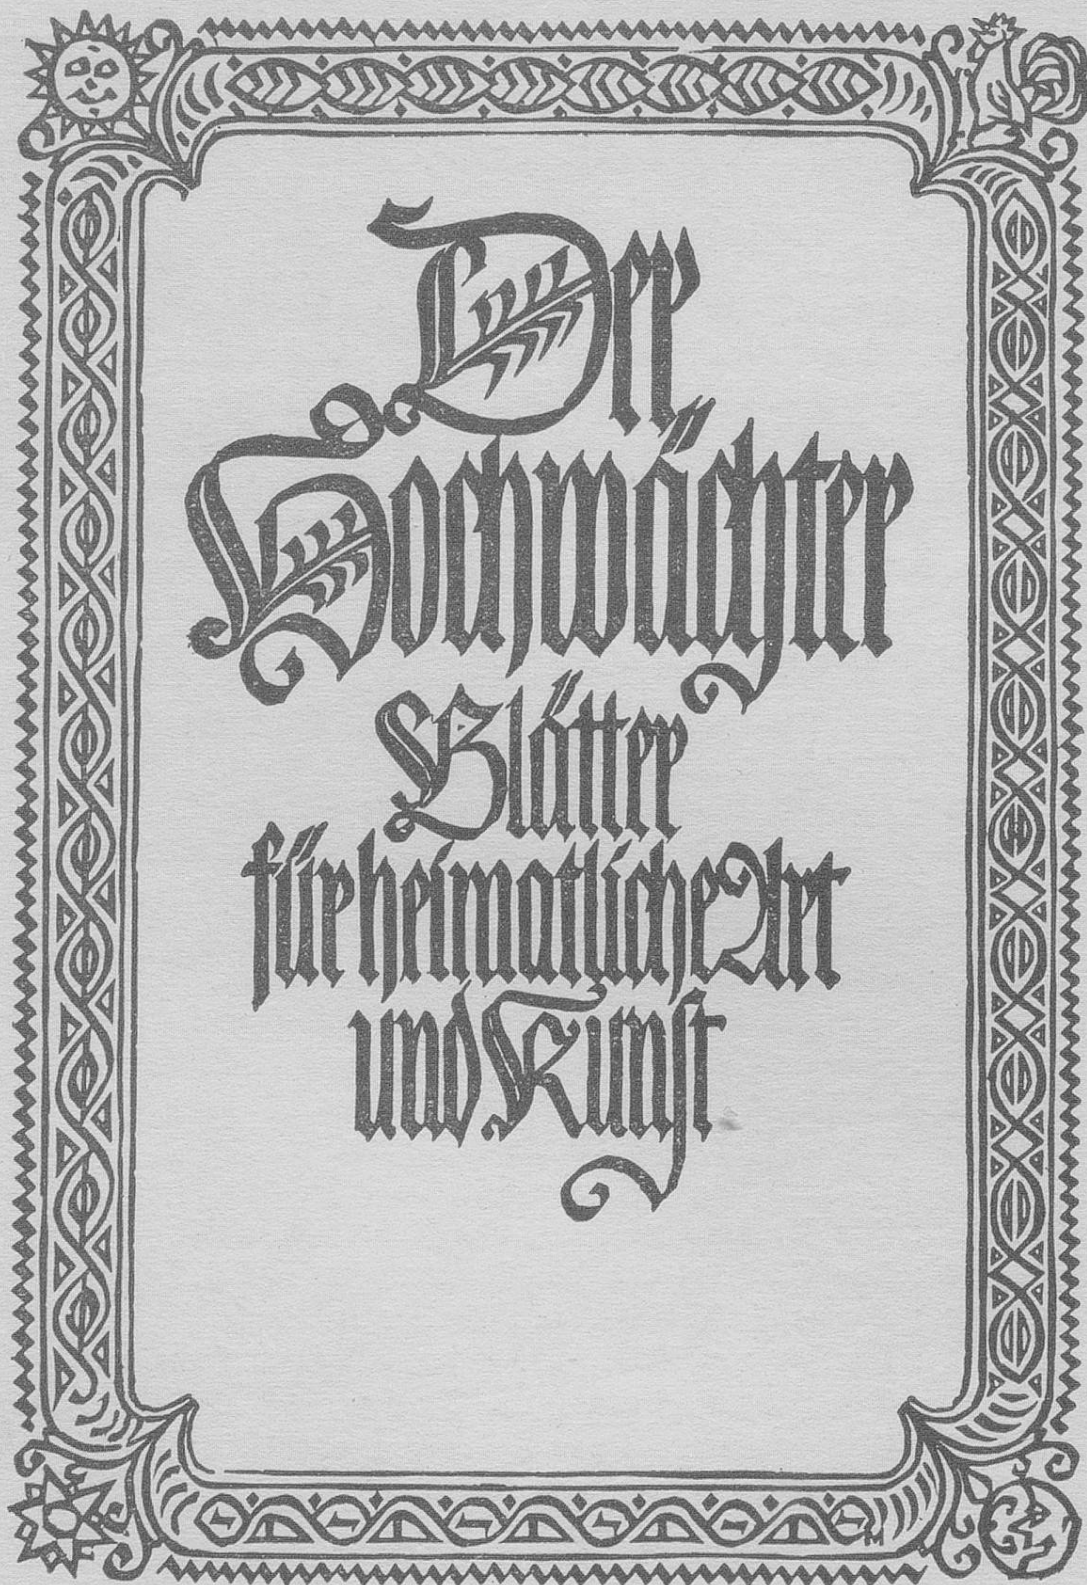 Der
Hochwächter
Blätter
für heimatliche Art
und Kunst